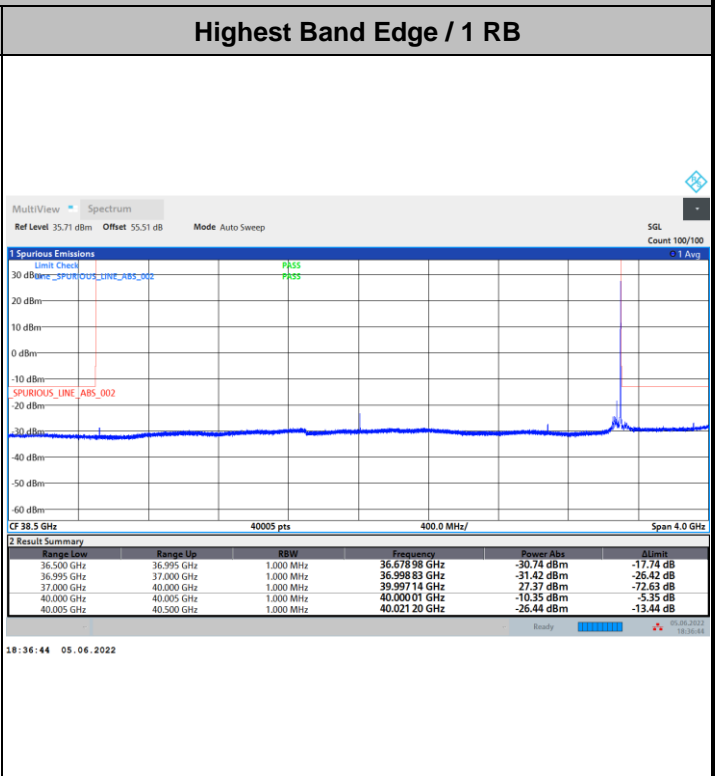 Highest Band Edge / 1 RB
MultiView Spectrum
Ref Level 35.71 dBm Offset 55.51 dB Mode Auto Sweep SGL
Count 100/100
1 Spurious Emissions 1 Avg
Limit Check PASS
30 dBm Line _SPURIOUS_LINE_ABS_002 PASS
20 dBm
10 dBm
0 dBm
-10 dBm
_SPURIOUS_LINE_ABS_002
-20 dBm
-30 dBm
-40 dBm
-50 dBm
-60 dBm
CF 38.5 GHz 40005 pts 400.0 MHz/ Span 4.0 GHz
2 Result Summary
Range Low Range Up RBW Frequency Power Abs ΔLimit
36.500 GHz 36.995 GHz 1.000 MHz 36.678 98 GHz -30.74 dBm -17.74 dB
36.995 GHz 37.000 GHz 1.000 MHz 36.998 83 GHz -31.42 dBm -26.42 dB
37.000 GHz 40.000 GHz 1.000 MHz 39.997 14 GHz 27.37 dBm -72.63 dB
40.000 GHz 40.005 GHz 1.000 MHz 40.000 01 GHz -10.35 dBm -5.35 dB
40.005 GHz 40.500 GHz 1.000 MHz 40.021 20 GHz -26.44 dBm -13.44 dB
Ready 05.06.2022
18:36:44
18:36:44 05.06.2022